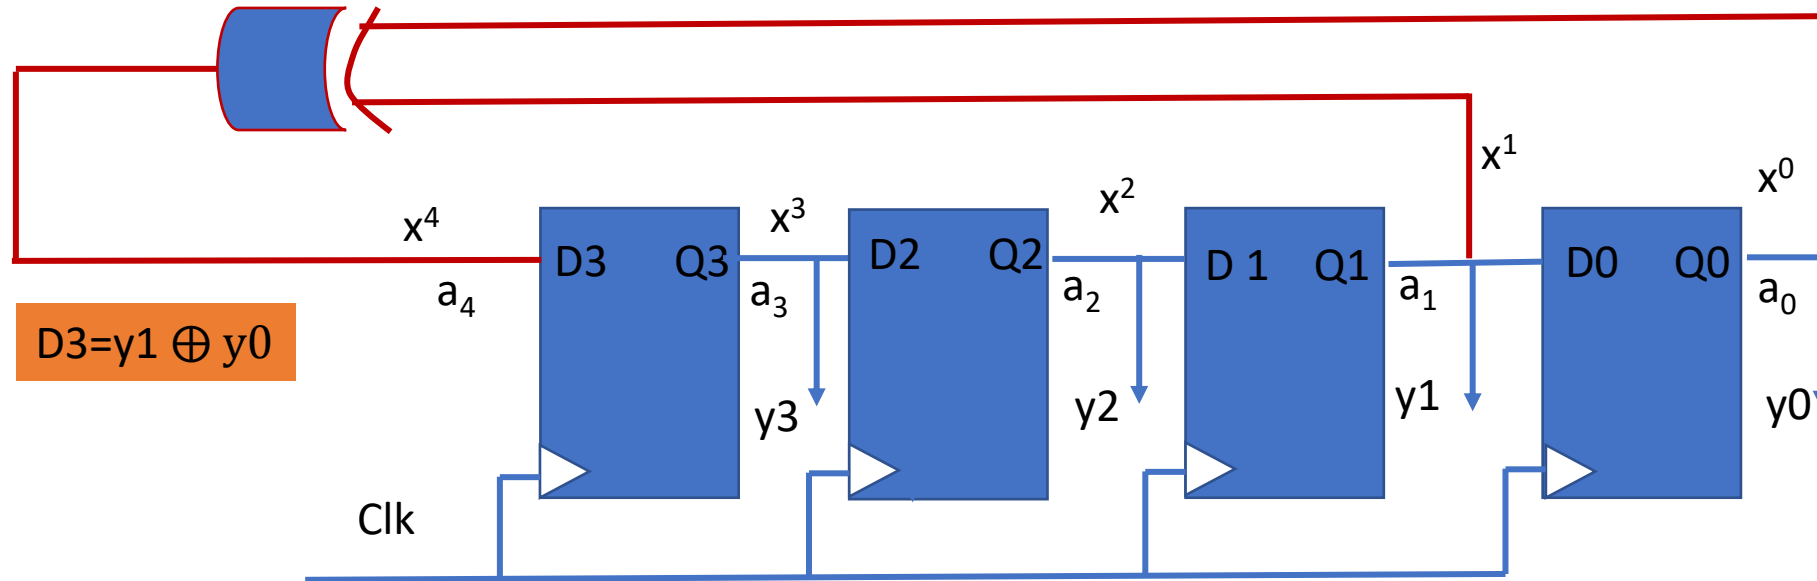 x¹
x⁰
x⁴
x³
x²
D3 Q3
D2 Q2
D 1 Q1
D0 Q0
a₄
a₃
a₂
a₁
a₀
D3=y1 ⊕ y0
y3
y2
y1
y0
Clk